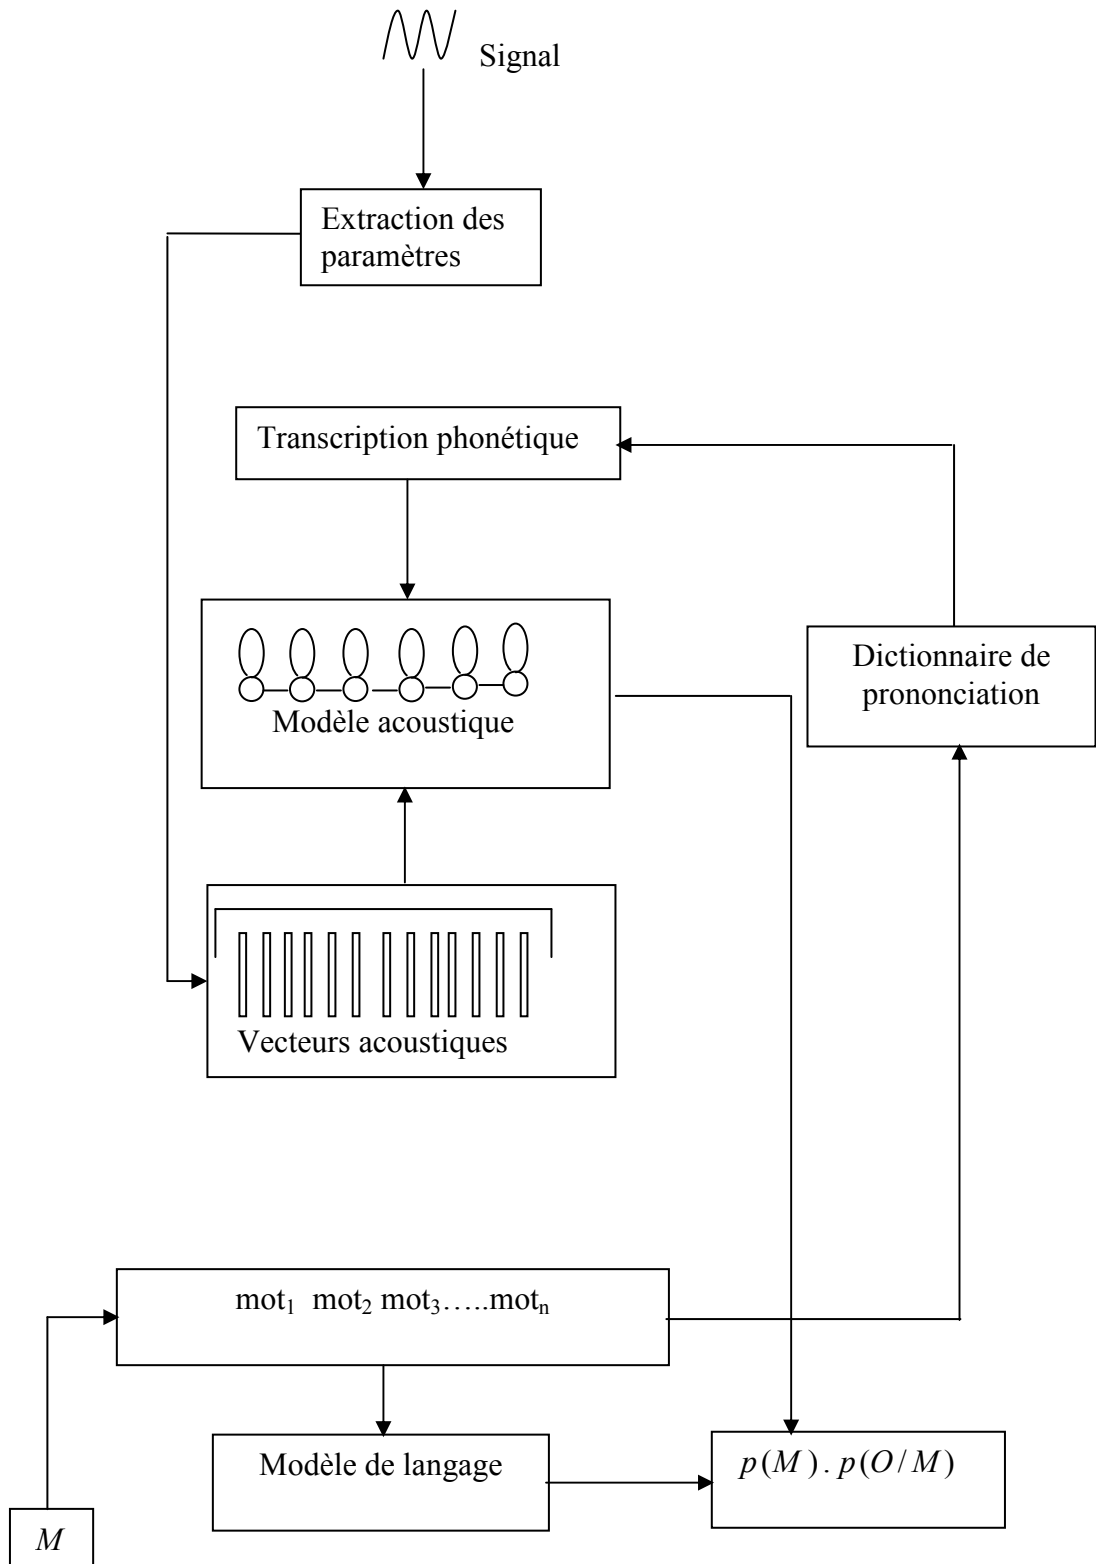 Signal
Extraction des
paramètres
Transcription phonétique
Dictionnaire de
prononciation
Modèle acoustique
Vecteurs acoustiques
mot₁ mot₂ mot₃…..motₙ
Modèle de langage
p(M) . p(O/M)
M